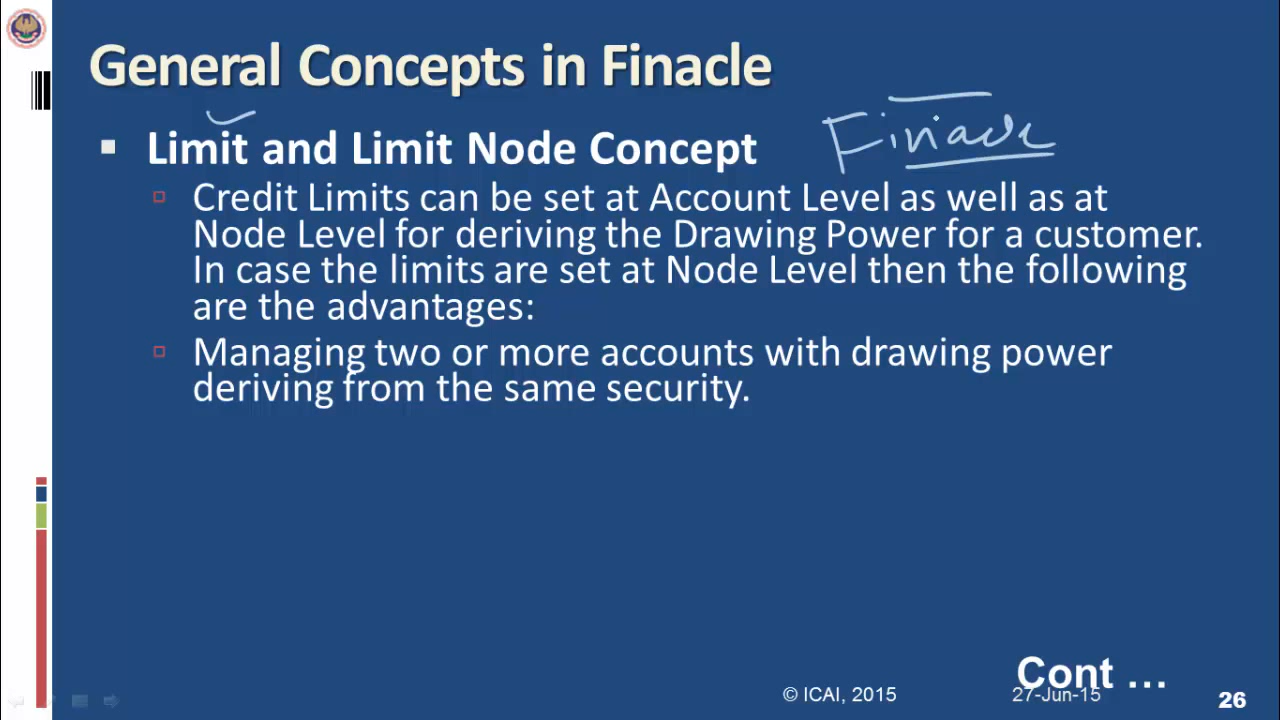 General Concepts in Finacle
Limit and Limit Node Concept
Finacle
Credit Limits can be set at Account Level as well as at
Node Level for deriving the Drawing Power for a customer.
In case the limits are set at Node Level then the following
are the advantages:
Managing two or more accounts with drawing power
deriving from the same security.
Cont ...
© ICAI, 2015
27-Jun-15
26